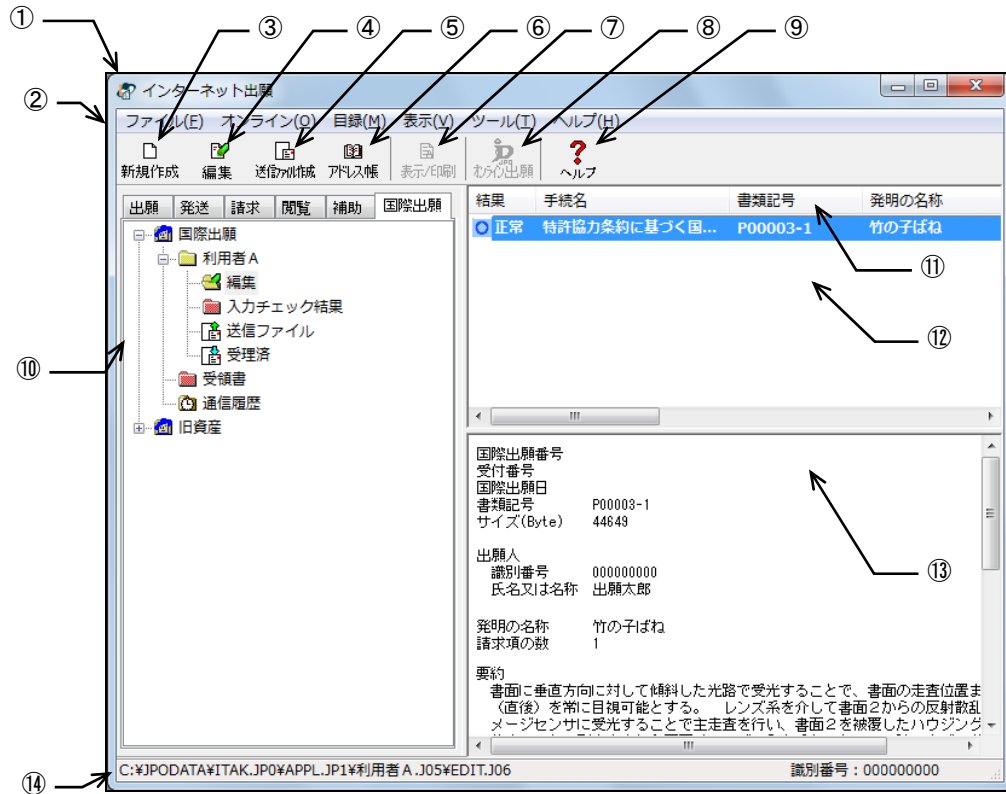 ① ③ ④ ⑤ ⑥ ⑦ ⑧ ⑨
インターネット出願
②
ファイル(F) オンライン(O) 目録(M) 表示(V) ツール(T) ヘルプ(H)
新規作成 編集 送信ファイル作成 アドレス帳 表示/印刷 オンライン出願 ヘルプ
出願 発送 請求 閲覧 補助 国際出願
国際出願
利用者A
編集
入力チェック結果
送信ファイル
受理済
受領書
通信履歴
旧資産
⑩
結果 手続名 書類記号 発明の名称
正常 特許協力条約に基づく国... P00003-1 竹の子ばね
⑪
⑫
国際出願番号
受付番号
国際出願日
書類記号 P00003-1
サイズ(Byte) 44649
出願人
識別番号 000000000
氏名又は名称 出願太郎
⑬
発明の名称 竹の子ばね
請求項の数 1
要約
書面に垂直方向に対して傾斜した光路で受光することで、書面の走査位置ま
(直後)を常に目視可能とする。 レンズ系を介して書面2からの反射散乱
メージセンサに受光することで主走査を行い、書面2を被覆したハウジング
C:¥JPODATA¥ITAK.JP0¥APPL.JP1¥利用者A.J05¥EDIT.J06 識別番号:000000000
⑭